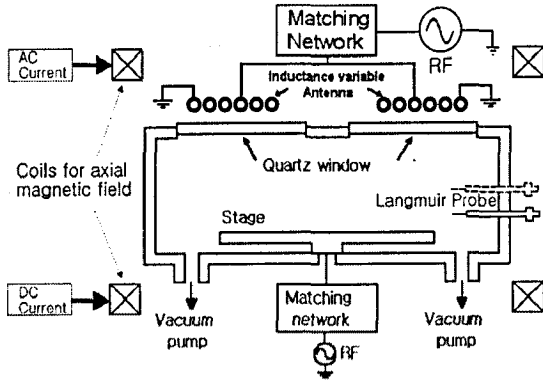 Matching
Network
RF
AC
Current
Inductance variable
Antenna
Quartz window
Coils for axial
magnetic field
Langmuir Probe
Stage
DC
Current
Vacuum
pump
Matching
network
RF
Vacuum
pump